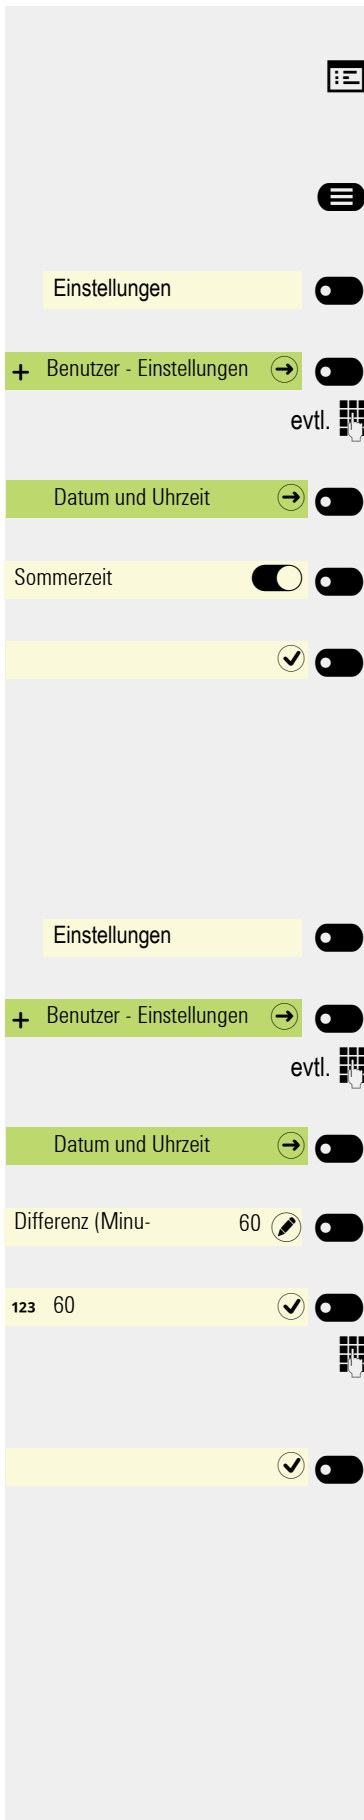 Einstellungen
+ Benutzer - Einstellungen
evtl.
Datum und Uhrzeit
Sommerzeit
Einstellungen
+ Benutzer - Einstellungen
evtl.
Datum und Uhrzeit
Differenz (Minu- 60
123 60